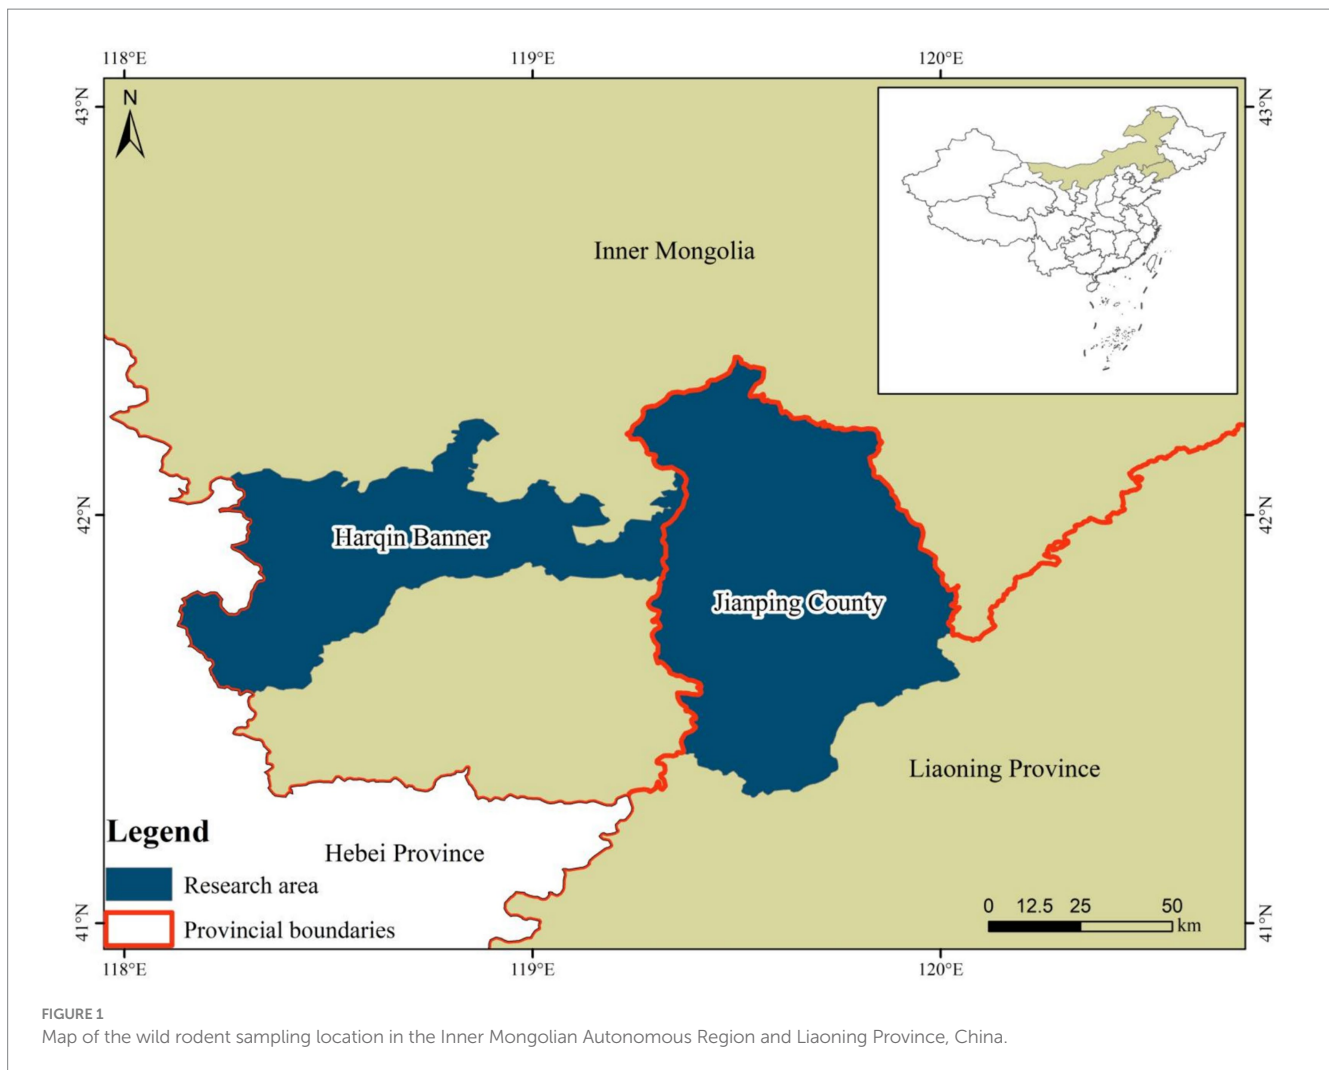 118°E 119°E 120°E
43°N 43°N
N
Inner Mongolia
42°N 42°N
Harqin Banner
Jianping County
Liaoning Province
Legend
Hebei Province
Research area
Provincial boundaries
0 12.5 25 50
km
41°N 41°N
118°E 119°E 120°E
FIGURE 1
Map of the wild rodent sampling location in the Inner Mongolian Autonomous Region and Liaoning Province, China.